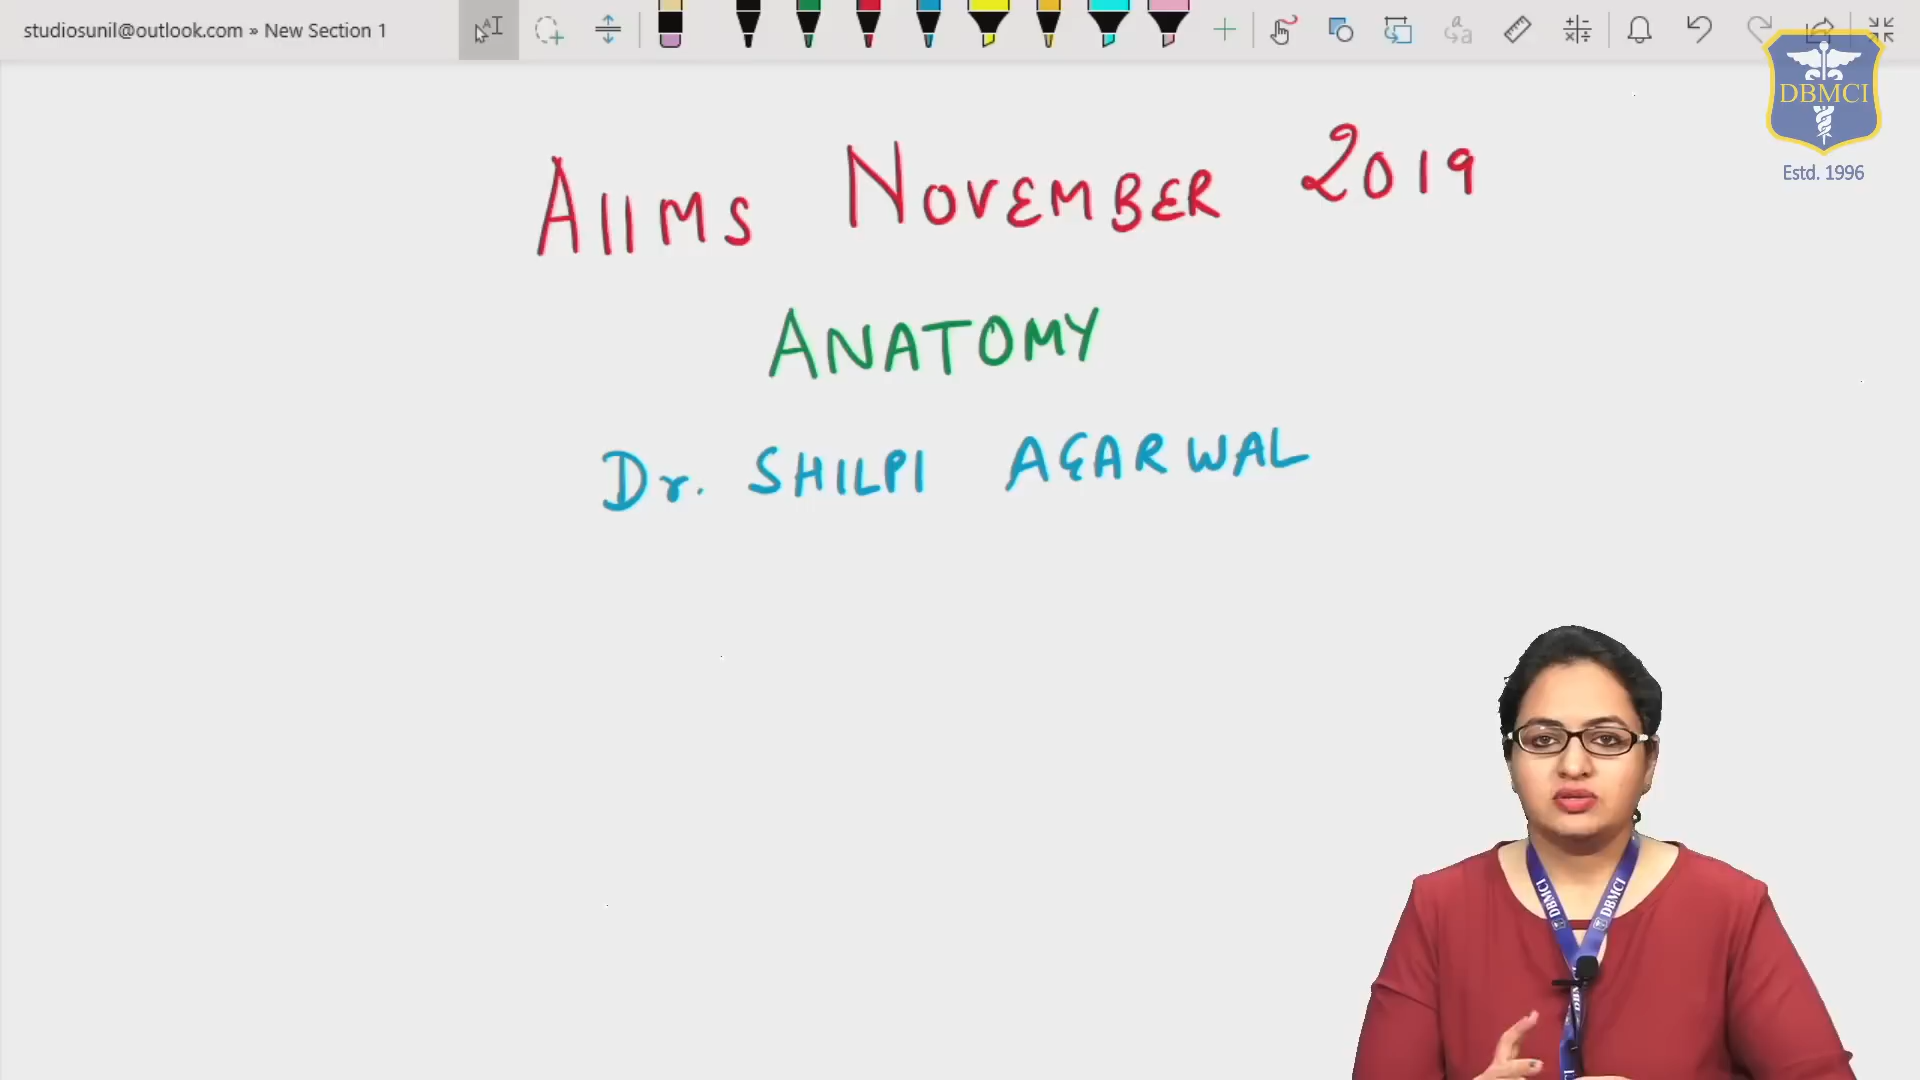 studiosunil@outlook.com » New Section 1
DBMCI
Estd. 1996
AIIMS NOVEMBER 2019
ANATOMY
Dr. SHILPI AGARWAL
DBMCI
DBMCI